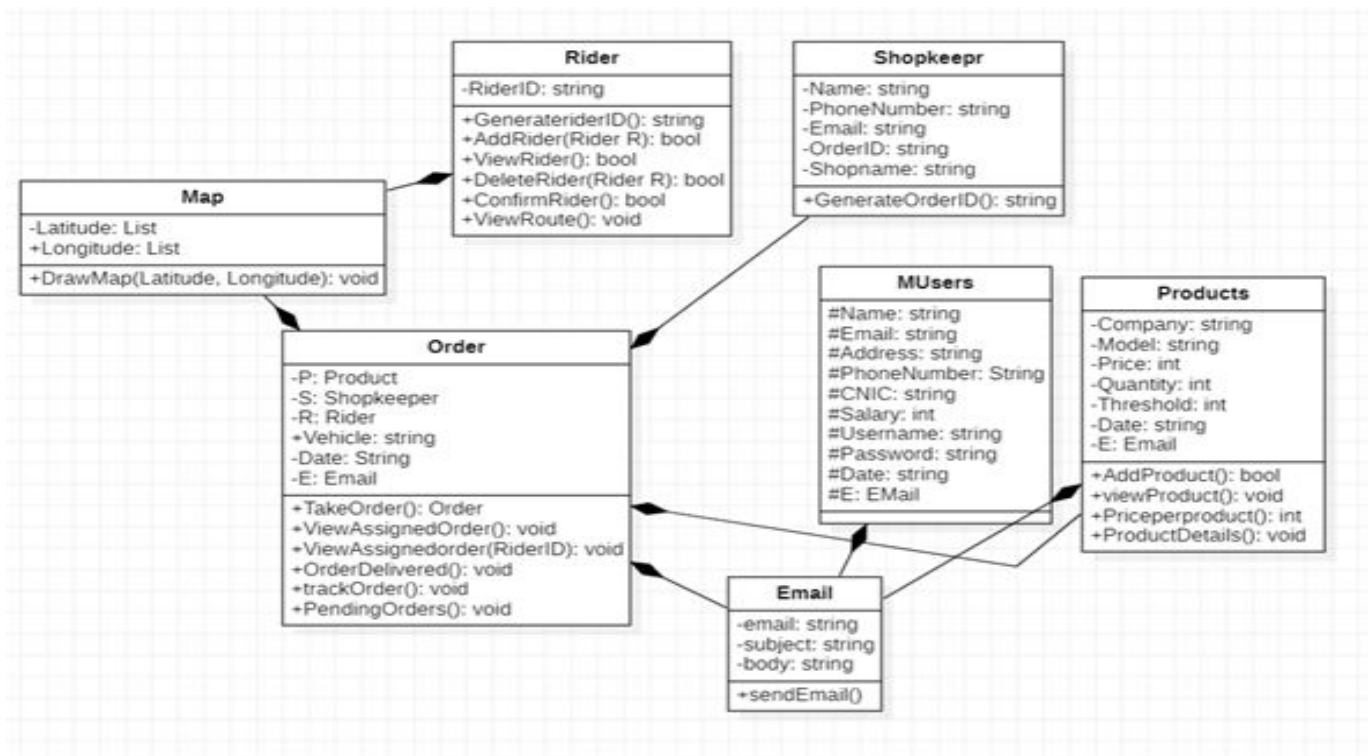 Rider
-RiderID: string
+GenerateriderID(): string
+AddRider(Rider R): bool
+ViewRider(): bool
+DeleteRider(Rider R): bool
+ConfirmRider(): bool
+ViewRoute(): void
Shopkeepr
-Name: string
-PhoneNumber: string
-Email: string
-OrderID: string
-Shopname: string
+GenerateOrderID(): string
Map
-Latitude: List
+Longitude: List
+DrawMap(Latitude, Longitude): void
Order
-P: Product
-S: Shopkeeper
-R: Rider
+Vehicle: string
-Date: String
-E: Email
+TakeOrder(): Order
+ViewAssignedOrder(): void
+ViewAssignedorder(RiderID): void
+OrderDelivered(): void
+trackOrder(): void
+PendingOrders(): void
MUsers
#Name: string
#Email: string
#Address: string
#PhoneNumber: String
#CNIC: string
#Salary: int
#Username: string
#Password: string
#Date: string
#E: EMail
Products
-Company: string
-Model: string
-Price: int
-Quantity: int
-Threshold: int
-Date: string
-E: Email
+AddProduct(): bool
+viewProduct(): void
+Priceperproduct(): int
+ProductDetails(): void
Email
-email: string
-subject: string
-body: string
+sendEmail()